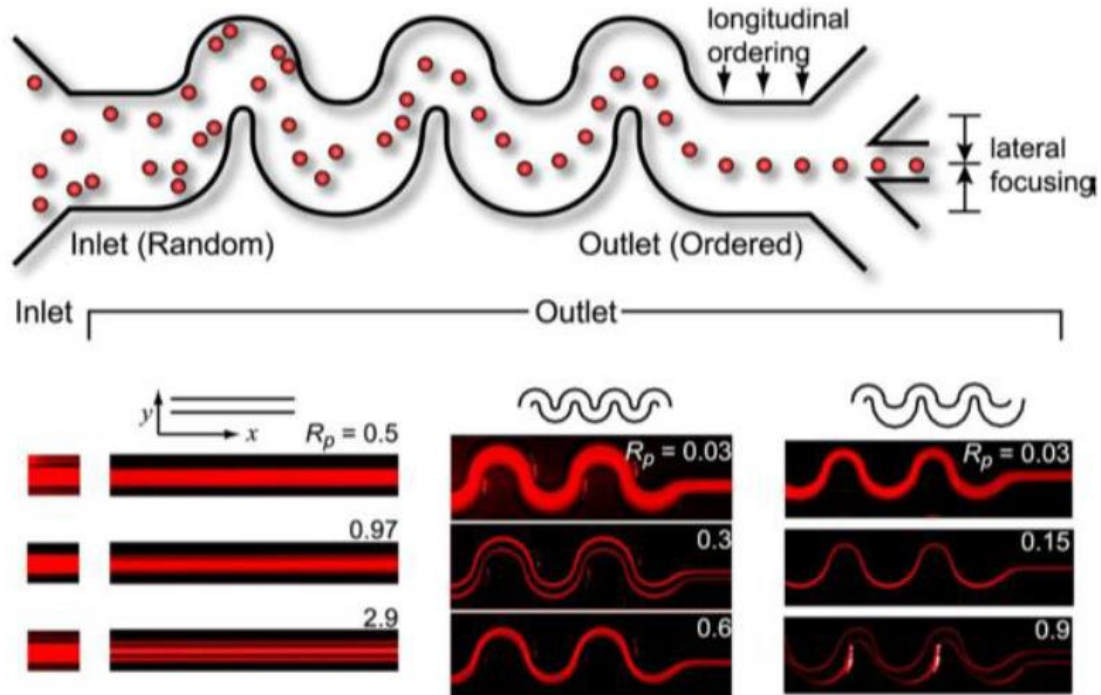 longitudinal
ordering
lateral
focusing
Inlet (Random)
Outlet (Ordered)
Inlet
Outlet
y
x
Rp = 0.5
0.97
2.9
Rp = 0.03
0.3
0.6
Rp = 0.03
0.15
0.9